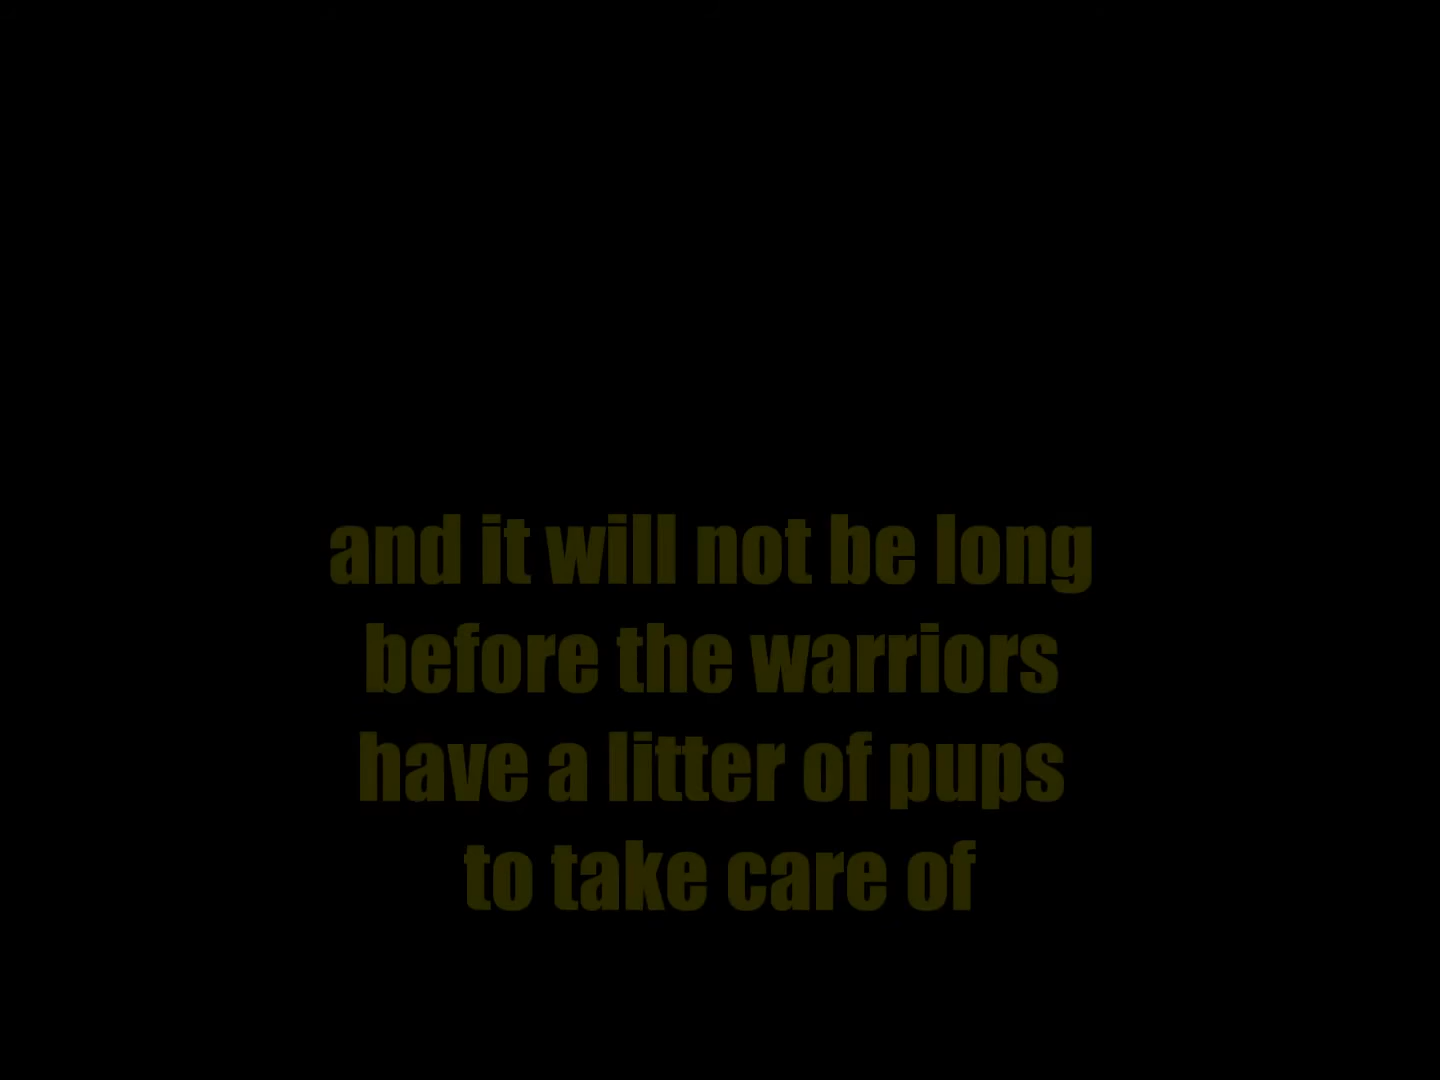 and it will not be long
before the warriors
have a litter of pups
to take care of